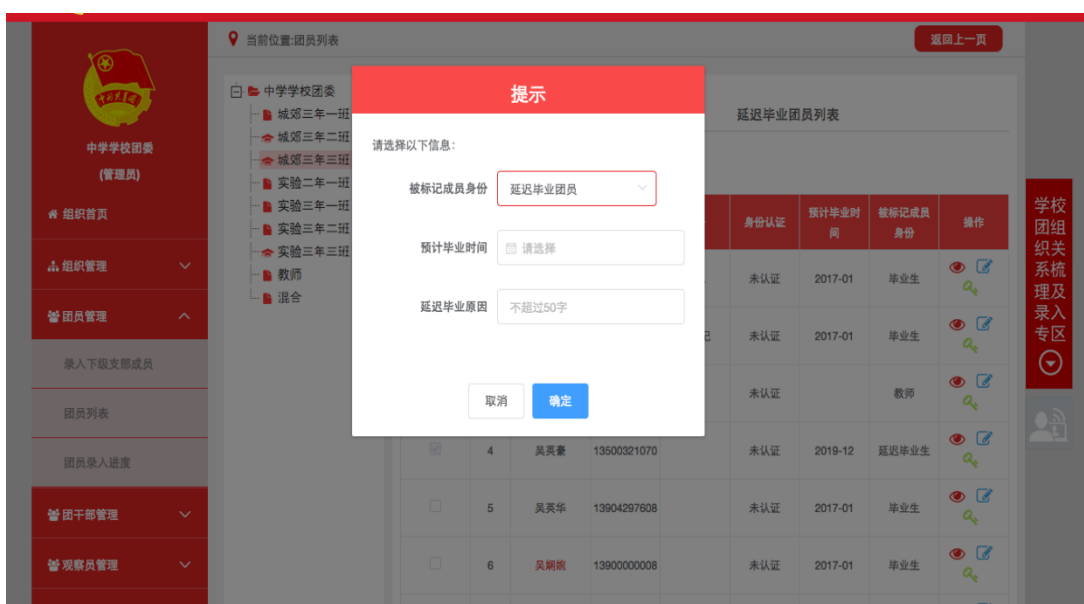 当前位置:团员列表
返回上一页
中学学校团委
(管理员)
组织首页
组织管理
团员管理
录入下级支部成员
团员列表
团员录入进度
团干部管理
观察员管理
中学学校团委
城郊三年一班
城郊三年二班
城郊三年三班
实验二年一班
实验三年一班
实验三年二班
实验三年三班
教师
混合
延迟毕业团员列表
提示
请选择以下信息:
被标记成员身份 延迟毕业团员
预计毕业时间 请选择
延迟毕业原因 不超过50字
取消 确定
身份认证 预计毕业时间 被标记成员身份 操作
未认证 2017-01 毕业生
未认证 2017-01 毕业生
未认证 教师
4 吴英豪 13500321070 未认证 2019-12 延迟毕业生
5 吴英华 13904297608 未认证 2017-01 毕业生
6 吴娴婉 13900000008 未认证 2017-01 毕业生
学校
团组
织关
系梳
理及
录入
专区